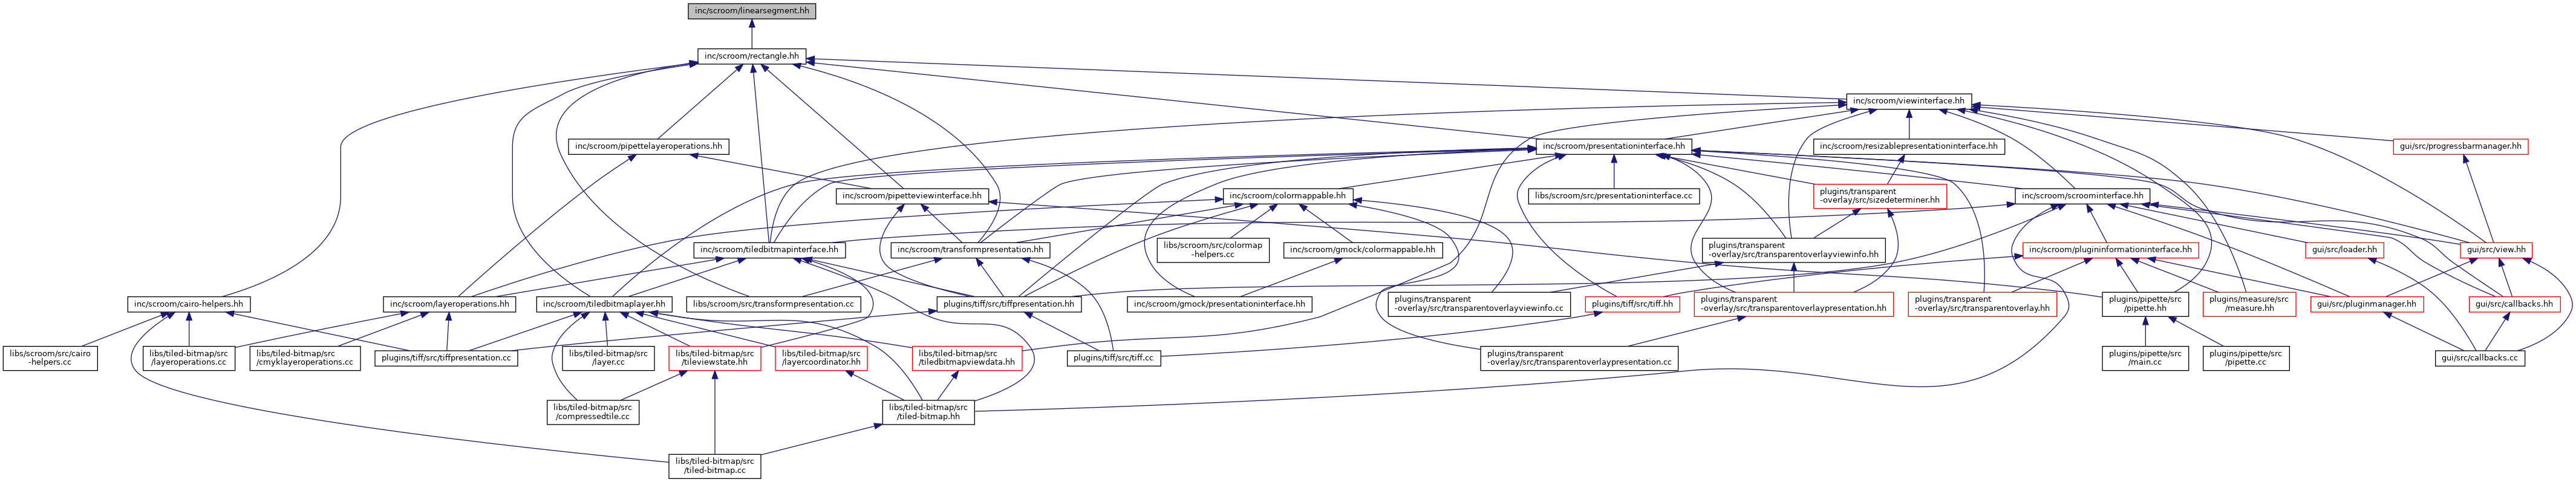 inc/scroom/linearsegment.hh
inc/scroom/rectangle.hh
inc/scroom/viewinterface.hh
inc/scroom/pipettelayeroperations.hh
inc/scroom/presentationinterface.hh
inc/scroom/resizablepresentationinterface.hh
gui/src/progressbarmanager.hh
inc/scroom/pipetteviewinterface.hh
inc/scroom/colormappable.hh
libs/scroom/src/presentationinterface.cc
plugins/transparent
-overlay/src/sizedeterminer.hh
inc/scroom/scroominterface.hh
inc/scroom/tiledbitmapinterface.hh
inc/scroom/transformpresentation.hh
libs/scroom/src/colormap
-helpers.cc
inc/scroom/gmock/colormappable.hh
plugins/transparent
-overlay/src/transparentoverlayviewinfo.hh
inc/scroom/plugininformationinterface.hh
gui/src/loader.hh
gui/src/view.hh
inc/scroom/cairo-helpers.hh
inc/scroom/layeroperations.hh
inc/scroom/tiledbitmaplayer.hh
libs/scroom/src/transformpresentation.cc
plugins/tiff/src/tiffpresentation.hh
inc/scroom/gmock/presentationinterface.hh
plugins/transparent
-overlay/src/transparentoverlayviewinfo.cc
plugins/tiff/src/tiff.hh
plugins/transparent
-overlay/src/transparentoverlaypresentation.hh
plugins/transparent
-overlay/src/transparentoverlay.hh
plugins/pipette/src
/pipette.hh
plugins/measure/src
/measure.hh
gui/src/pluginmanager.hh
gui/src/callbacks.hh
libs/scroom/src/cairo
-helpers.cc
libs/tiled-bitmap/src
/layeroperations.cc
libs/tiled-bitmap/src
/cmyklayeroperations.cc
plugins/tiff/src/tiffpresentation.cc
libs/tiled-bitmap/src
/layer.cc
libs/tiled-bitmap/src
/tileviewstate.hh
libs/tiled-bitmap/src
/layercoordinator.hh
libs/tiled-bitmap/src
/tiledbitmapviewdata.hh
plugins/tiff/src/tiff.cc
plugins/transparent
-overlay/src/transparentoverlaypresentation.cc
plugins/pipette/src
/main.cc
plugins/pipette/src
/pipette.cc
gui/src/callbacks.cc
libs/tiled-bitmap/src
/compressedtile.cc
libs/tiled-bitmap/src
/tiled-bitmap.hh
libs/tiled-bitmap/src
/tiled-bitmap.cc